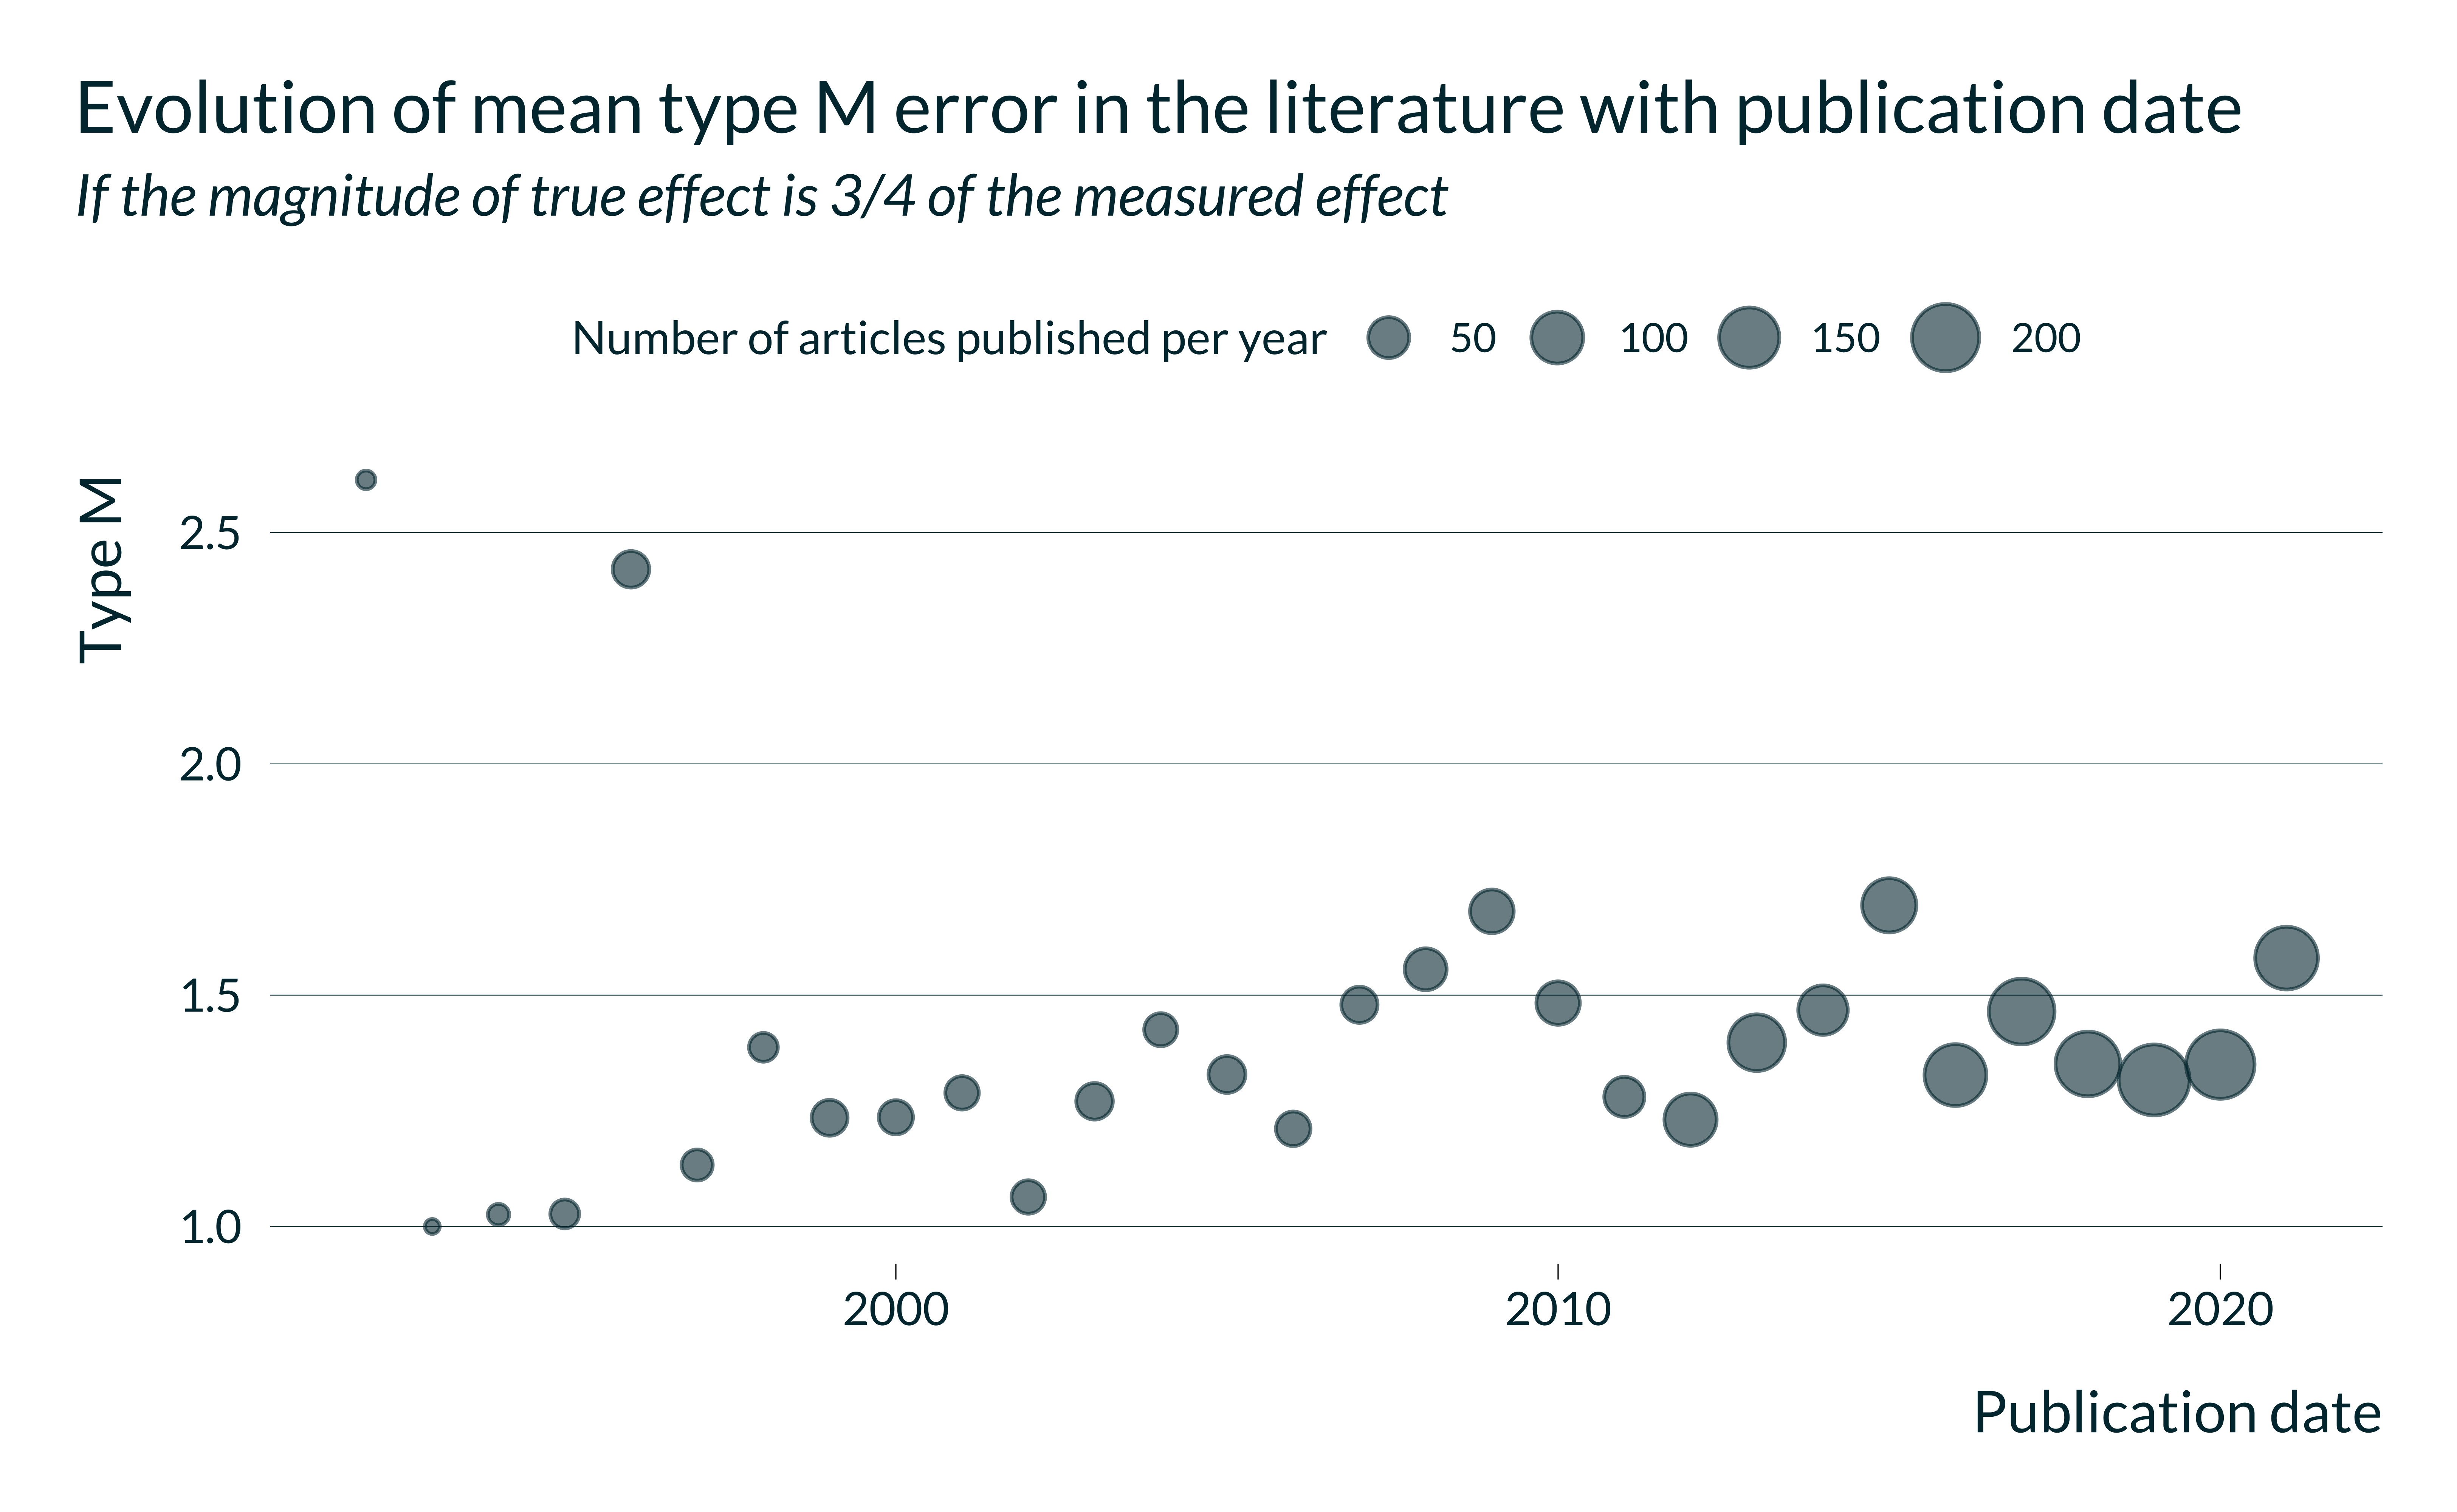 Evolution of mean type M error in the literature with publication date
If the magnitude of true effect is 3/4 of the measured effect
Number of articles published per year 50 100 150 200
Type M
2.5
2.0
1.5
1.0
2000 2010 2020
Publication date